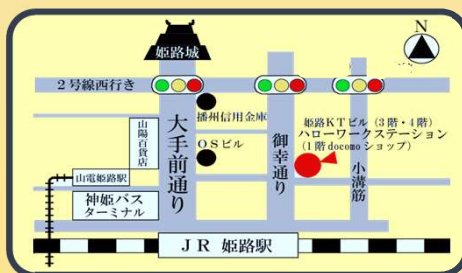 N
姫路城
2号線西行き
播州信用金庫
山陽百貨店
大手前通り
OSビル
御幸通り
姫路KTビル(3階・4階)
ハローワークステーション
(1階docomoショップ)
小溝筋
山電姫路駅
神姫バス
ターミナル
JR 姫路駅